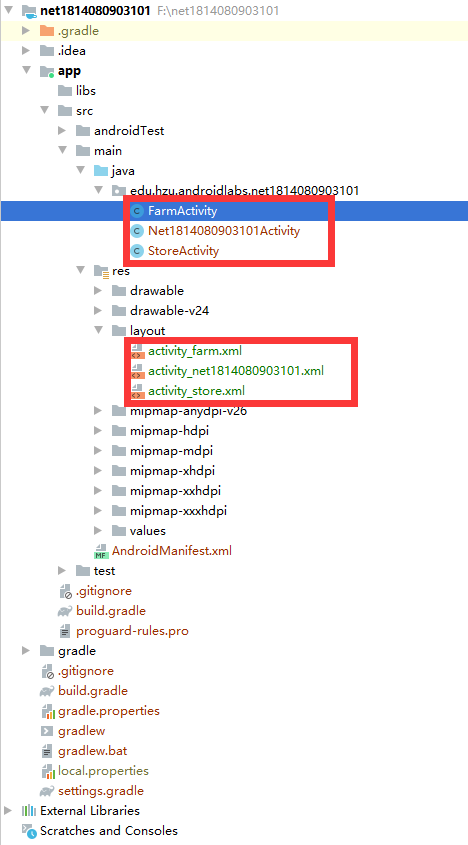 net1814080903101 F:\net1814080903101
.gradle
.idea
app
libs
src
androidTest
main
java
edu.hzu.androidlabs.net1814080903101
FarmActivity
Net1814080903101Activity
StoreActivity
res
drawable
drawable-v24
layout
activity_farm.xml
activity_net1814080903101.xml
activity_store.xml
mipmap-anydpi-v26
mipmap-hdpi
mipmap-mdpi
mipmap-xhdpi
mipmap-xxhdpi
mipmap-xxxhdpi
values
AndroidManifest.xml
test
.gitignore
build.gradle
proguard-rules.pro
gradle
.gitignore
build.gradle
gradle.properties
gradlew
gradlew.bat
local.properties
settings.gradle
External Libraries
Scratches and Consoles